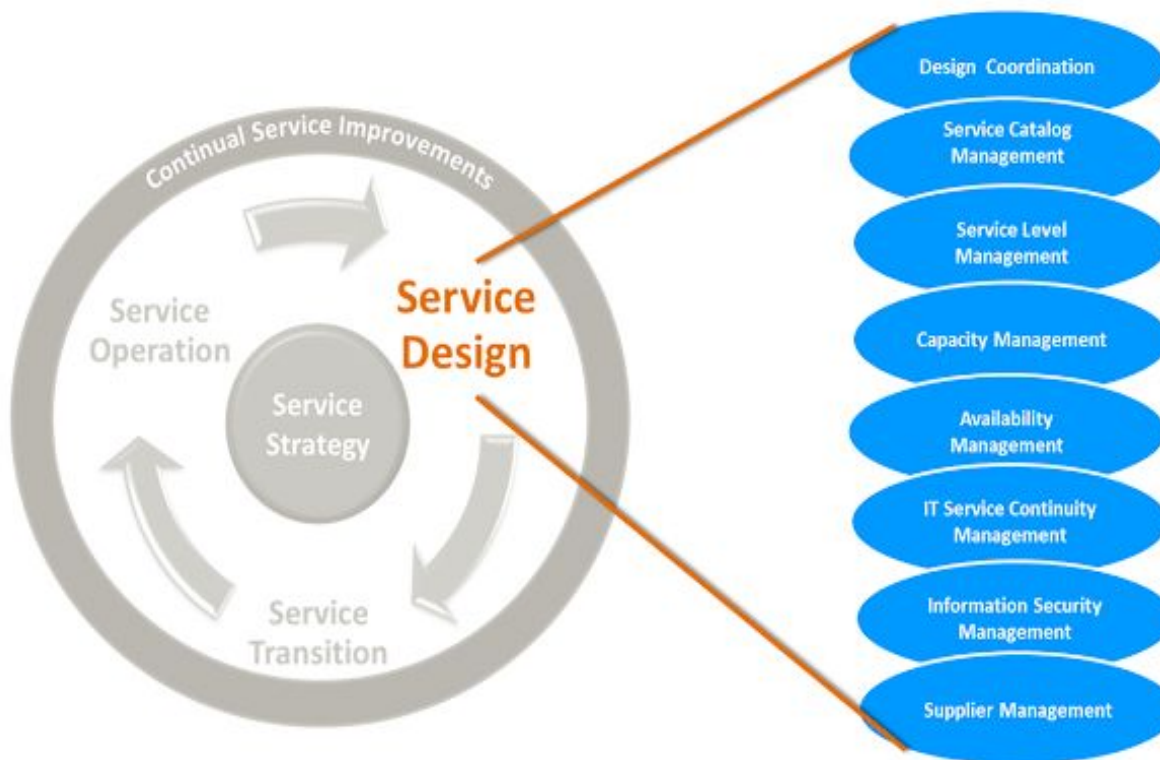 Continual Service Improvements
Service
Operation
Service
Design
Service
Strategy
Service
Transition
Design Coordination
Service Catalog
Management
Service Level
Management
Capacity Management
Availability
Management
IT Service Continuity
Management
Information Security
Management
Supplier Management